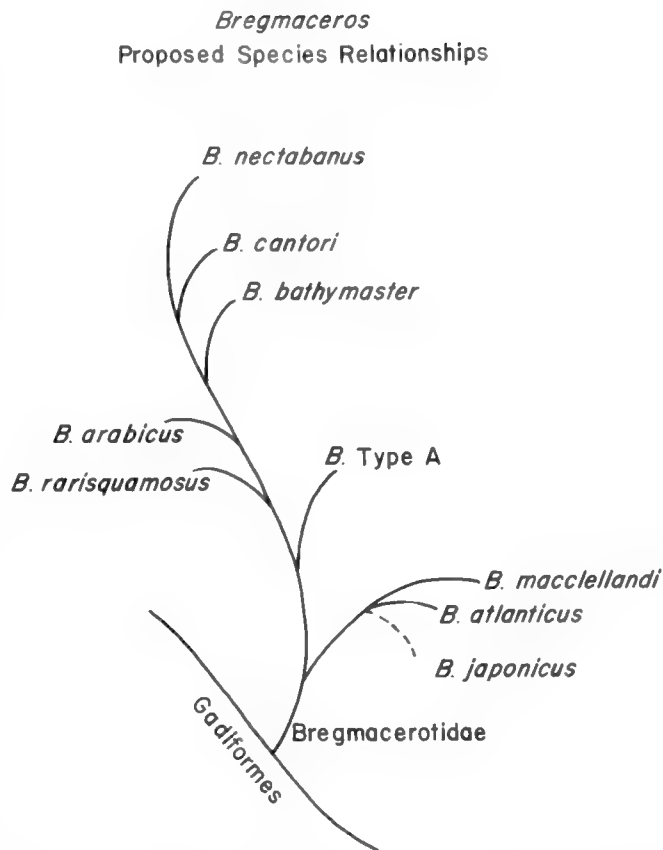 Bregmaceros
Proposed Species Relationships
B. nectabanus
B. cantori
B. bathymaster
B. arabicus
B. Type A
B. rarisquamosus
B. macclellandi
B. atlanticus
B. japonicus
Gadiformes
Bregmacerotidae